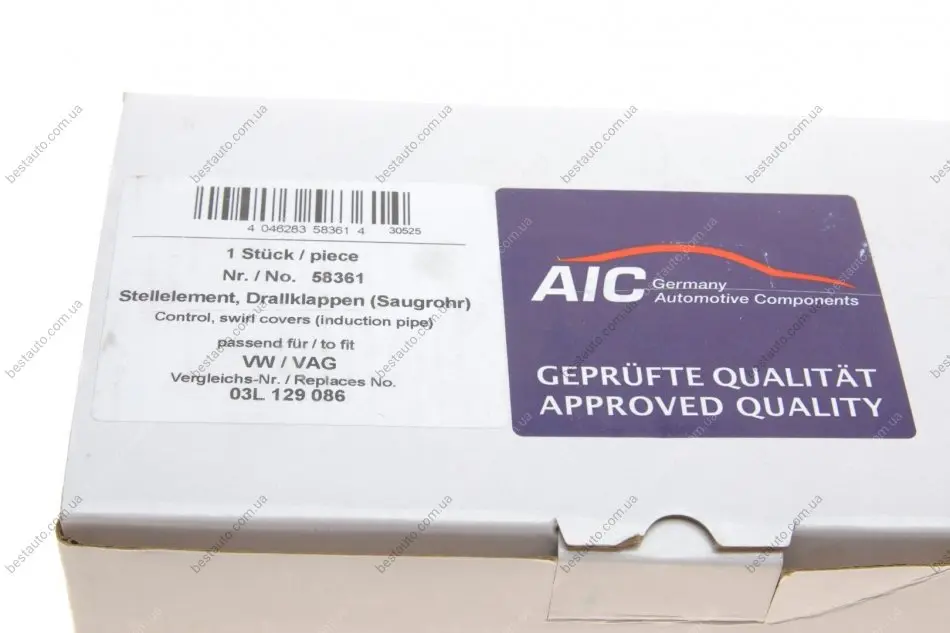 4 046283 58361 4 30525
1 Stück / piece
Nr. / No. 58361
Stellelement, Drallklappen (Saugrohr)
Control, swirl covers (induction pipe)
passend für / to fit
VW / VAG
Vergleichs-Nr. / Replaces No.
03L 129 086
AIC Germany
Automotive Components
GEPRÜFTE QUALITÄT
APPROVED QUALITY
bestauto.com.ua